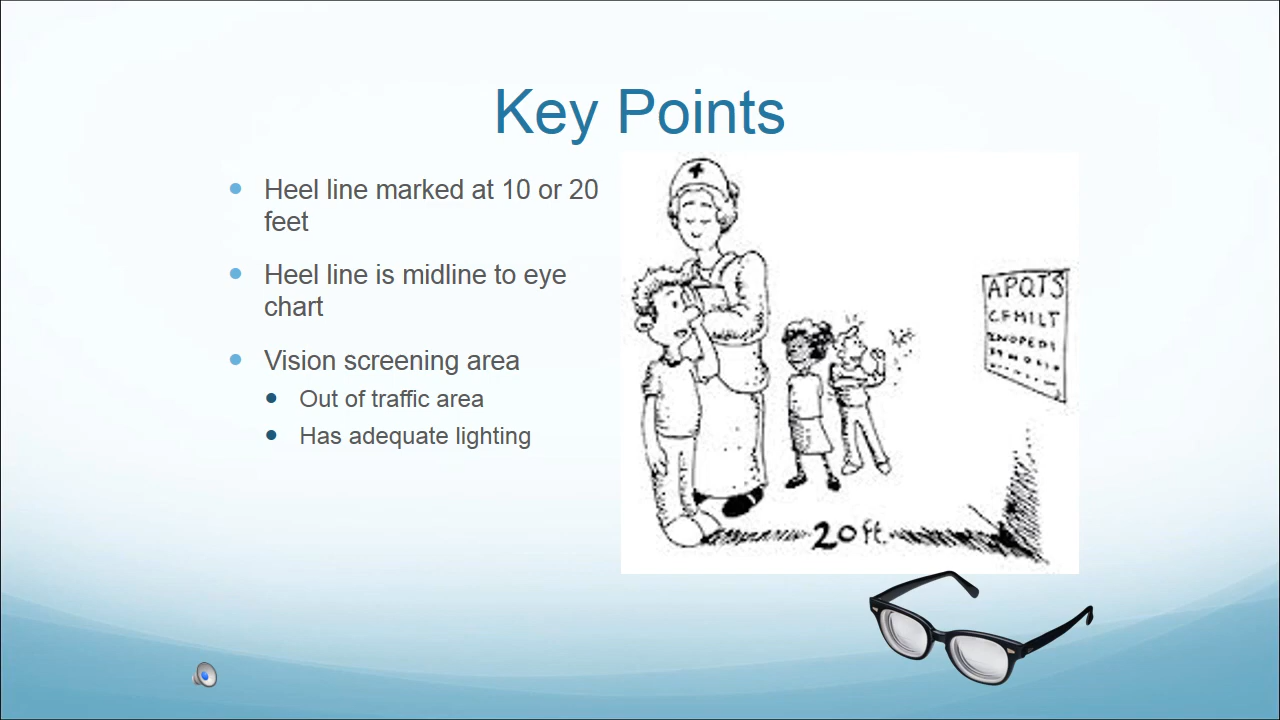 Key Points
Heel line marked at 10 or 20
feet
Heel line is midline to eye
chart
Vision screening area
Out of traffic area
Has adequate lighting
APQTS
CFMILT
20 ft.